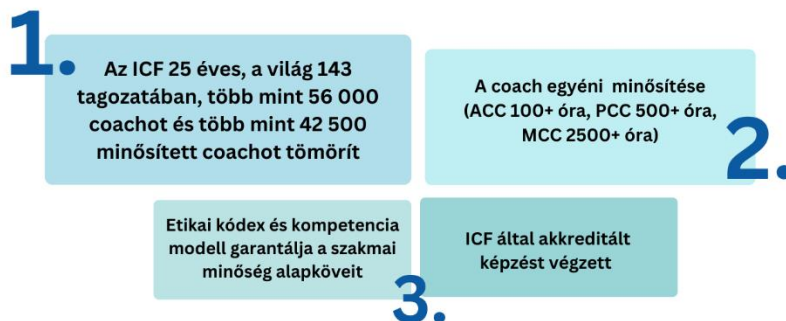 1.
Az ICF 25 éves, a világ 143
tagozatában, több mint 56 000
coachot és több mint 42 500
minősített coachot tömörít
A coach egyéni minősítése
(ACC 100+ óra, PCC 500+ óra,
MCC 2500+ óra)
2.
Etikai kódex és kompetencia
modell garantálja a szakmai
minőség alapköveit
3.
ICF által akkreditált
képzést végzett